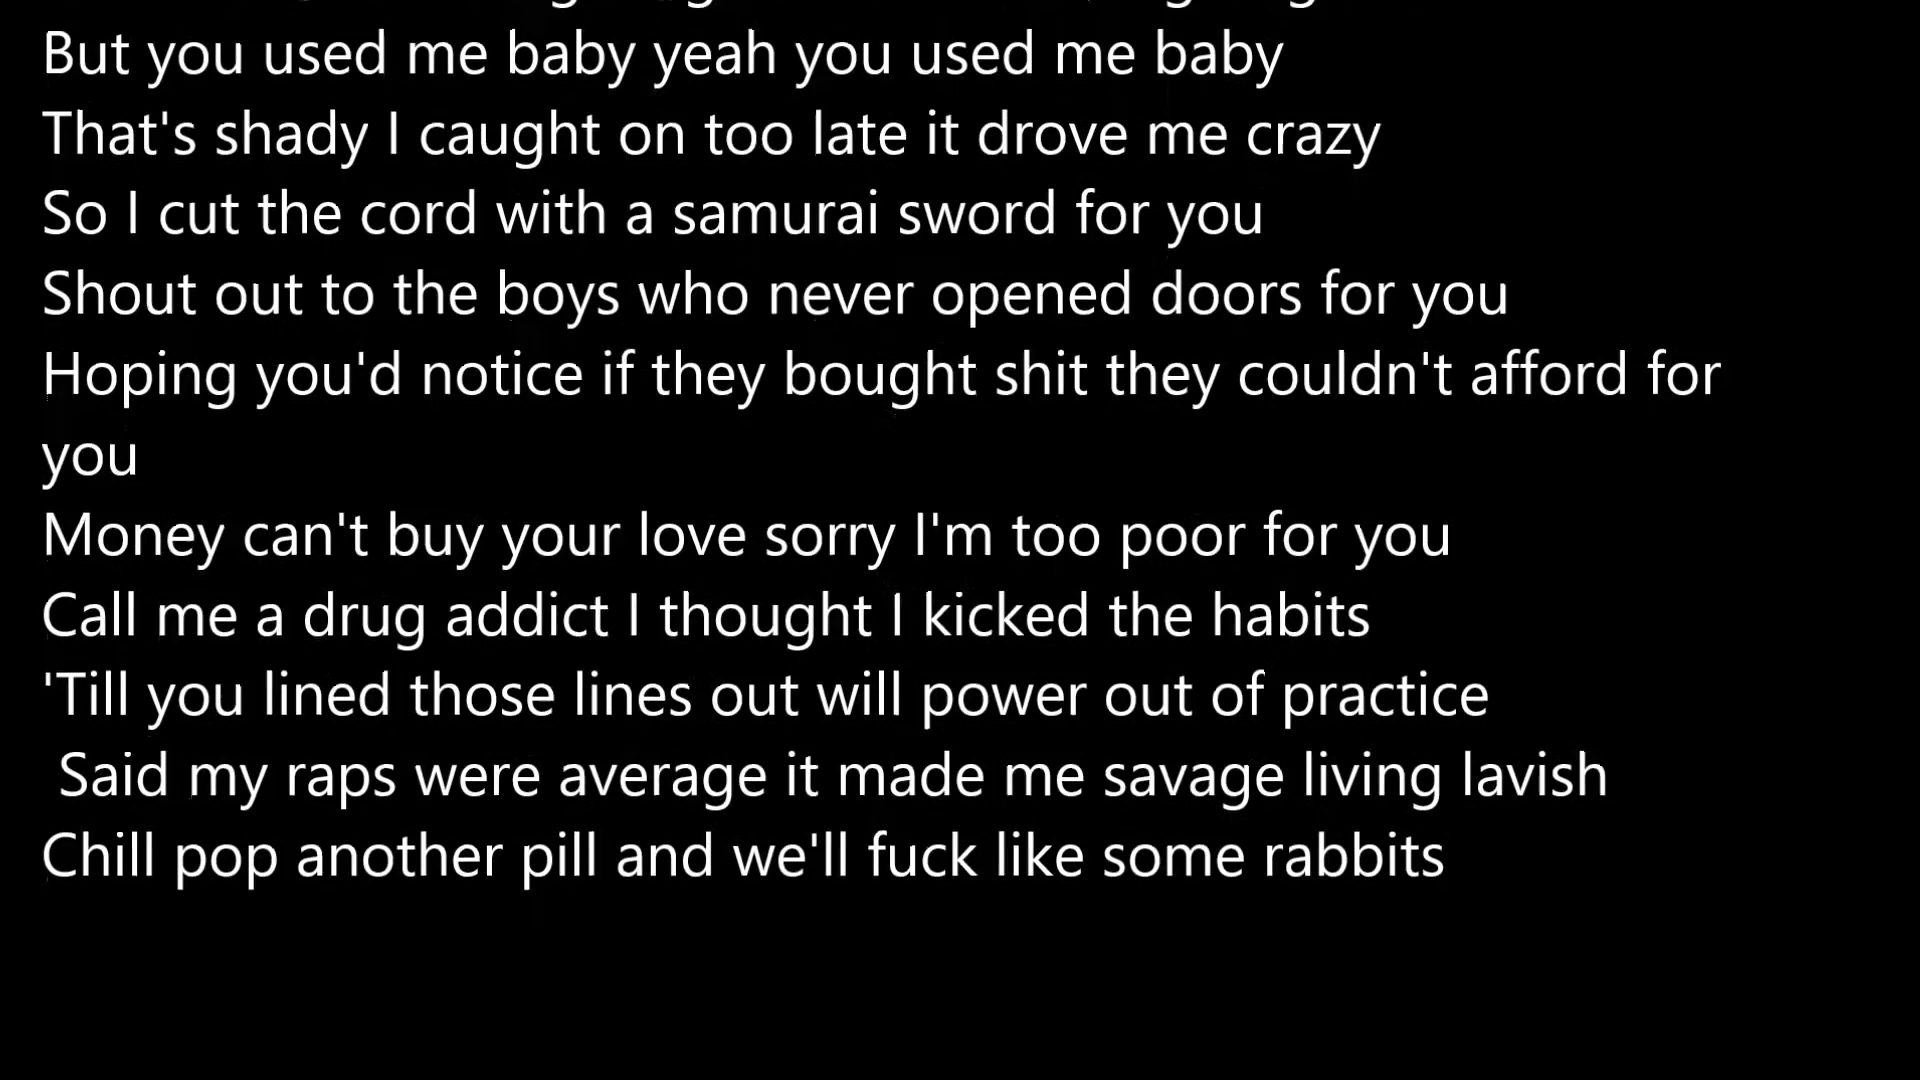 But you used me baby yeah you used me baby
That's shady I caught on too late it drove me crazy
So I cut the cord with a samurai sword for you
Shout out to the boys who never opened doors for you
Hoping you'd notice if they bought shit they couldn't afford for
you
Money can't buy your love sorry I'm too poor for you
Call me a drug addict I thought I kicked the habits
'Till you lined those lines out will power out of practice
Said my raps were average it made me savage living lavish
Chill pop another pill and we'll fuck like some rabbits